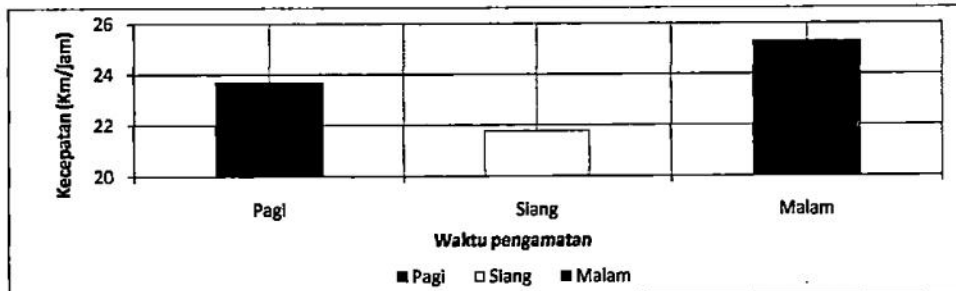 Kecepatan (Km/jam)
26
24
22
20
Pagi Siang Malam
Waktu pengamatan
Pagi Siang Malam